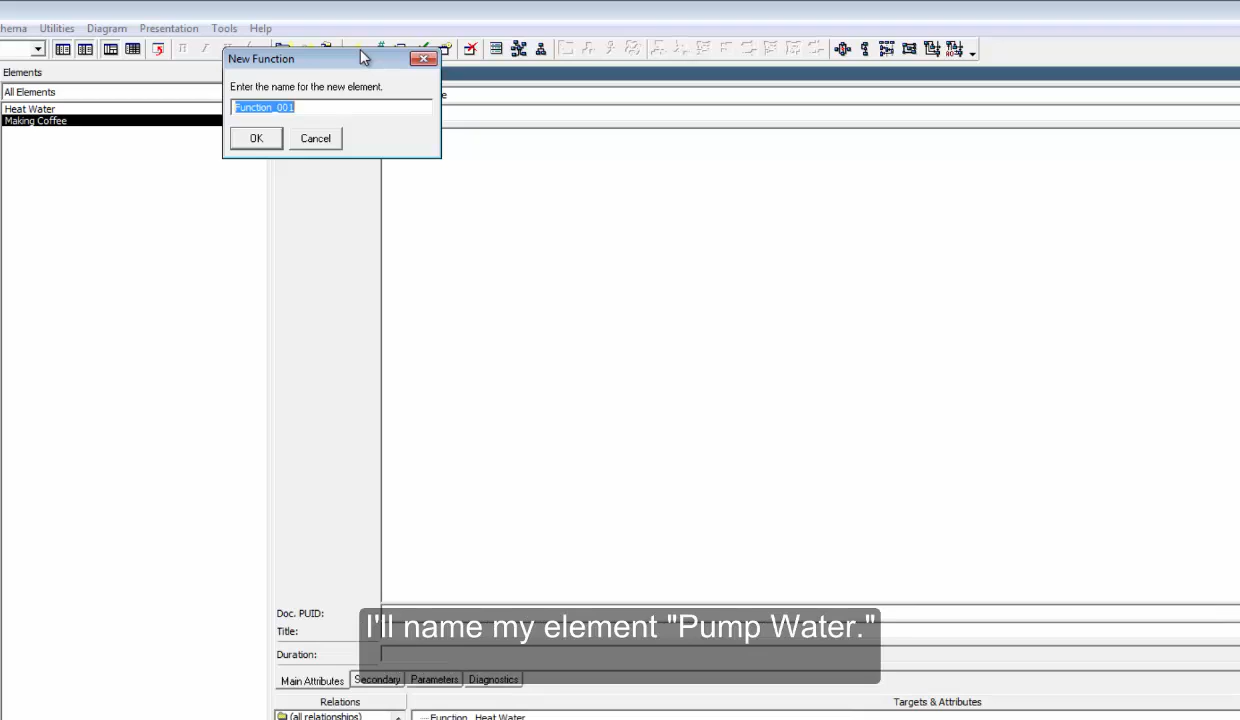 hema Utilities Diagram Presentation Tools Help
Elements
New Function
All Elements
Enter the name for the new element.
Heat Water
Function_001
Making Coffee
OK Cancel
Doc. PUID:
I'll name my element "Pump Water."
Title:
Duration:
Main Attributes Secondary Parameters Diagnostics
Relations Targets & Attributes
(all relationships) Function Heat Water